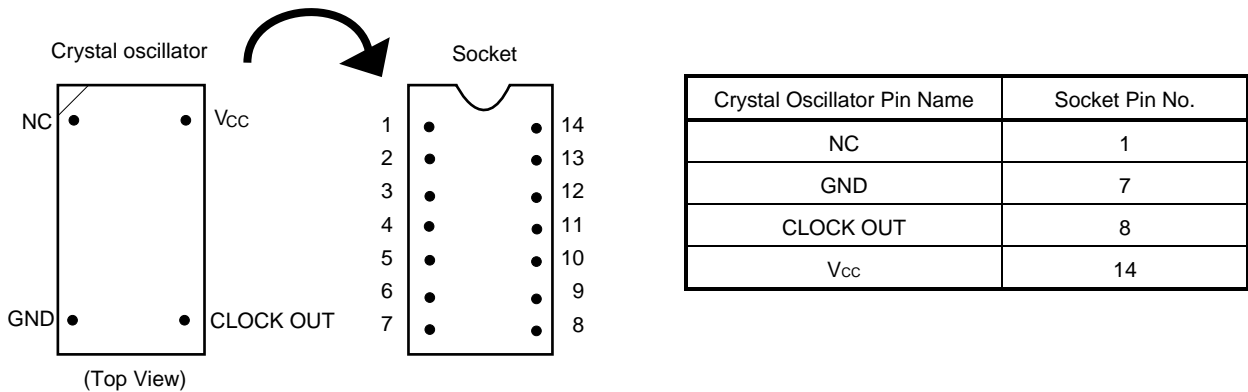 Crystal oscillator
NC
VCC
GND
CLOCK OUT
(Top View)
Socket
1 14
2 13
3 12
4 11
5 10
6 9
7 8
Crystal Oscillator Pin Name Socket Pin No.
NC 1
GND 7
CLOCK OUT 8
VCC 14